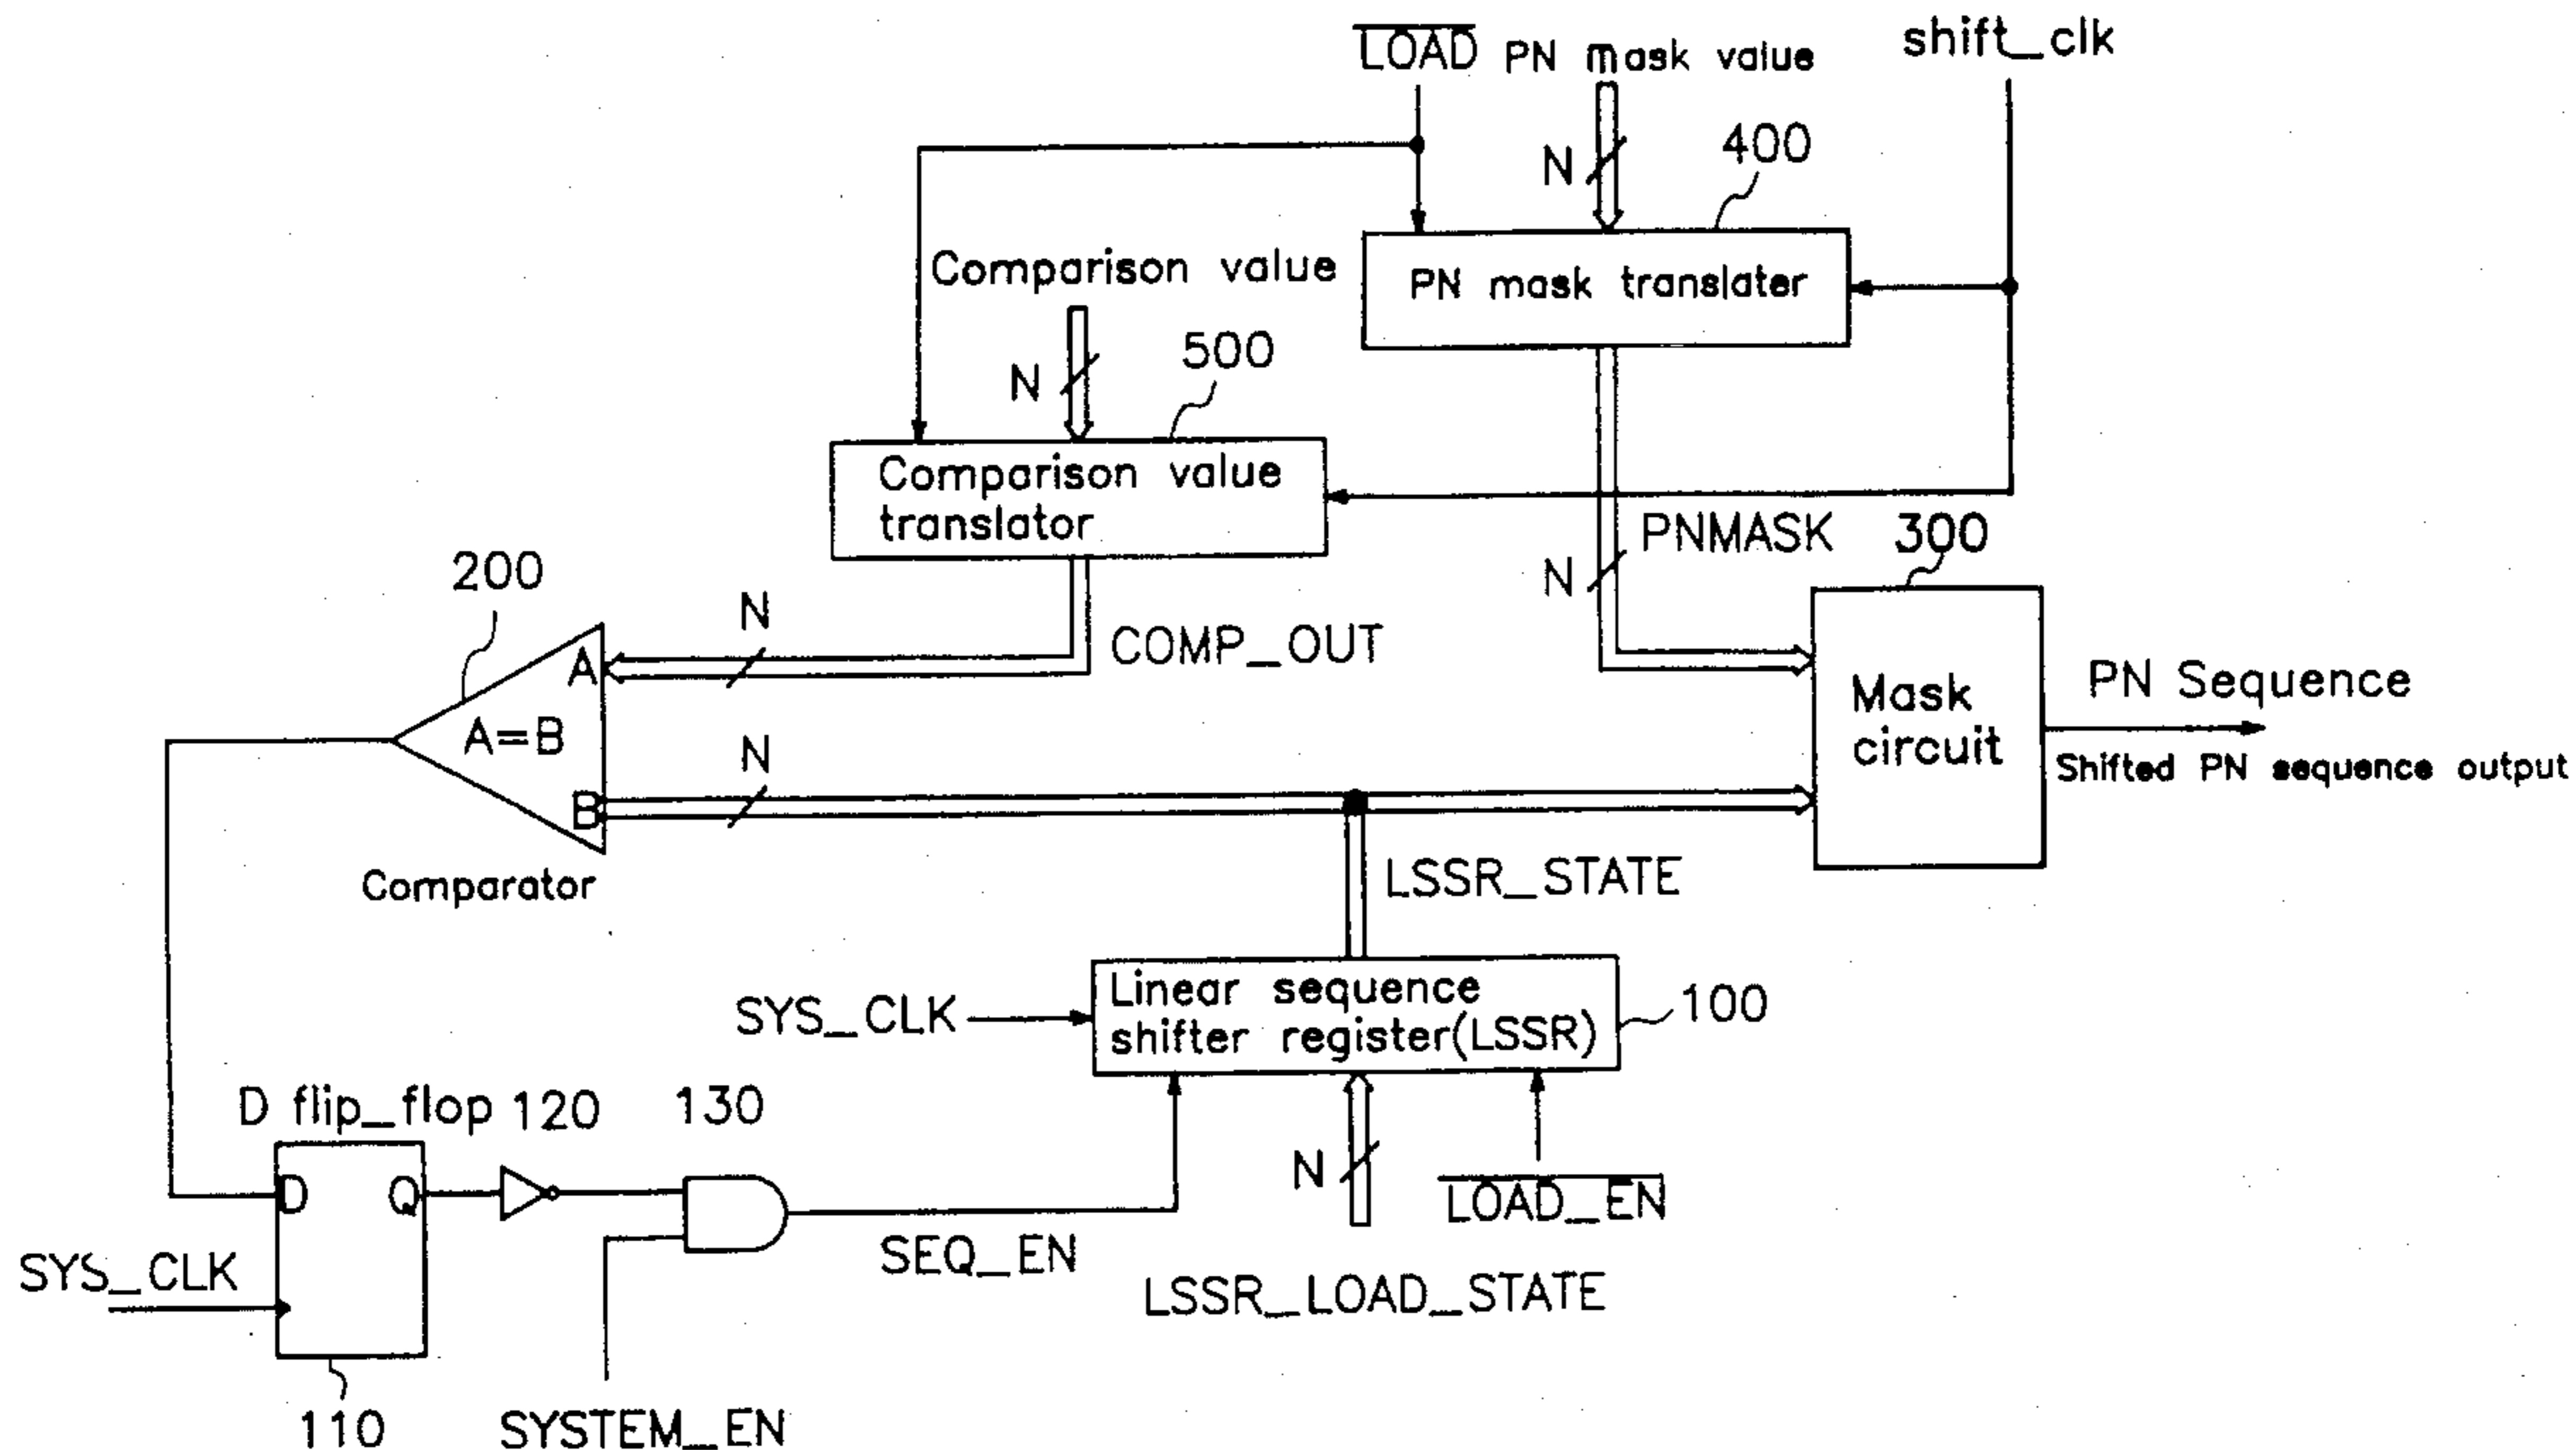 LOAD PN mask value
shift_clk
N
400
PN mask translater
Comparison value
N
500
Comparison value
translator
PNMASK
300
N
200
N
COMP_OUT
A
A=B
B
N
Comparator
Mask
circuit
PN Sequence
Shifted PN sequence output
LSSR_STATE
SYS_CLK
Linear sequence
shifter register(LSSR)
100
D flip_flop
120
130
D
Q
N
LOAD_EN
SYS_CLK
SEQ_EN
LSSR_LOAD_STATE
110
SYSTEM_EN